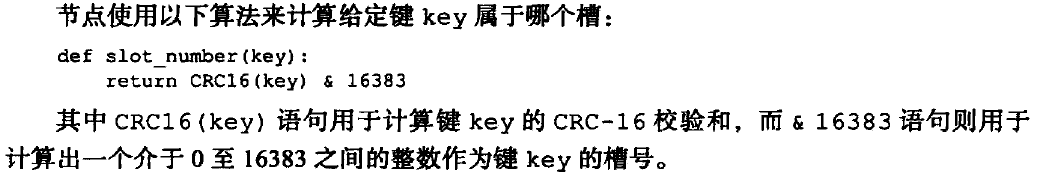 节点使用以下算法来计算给定键 key 属于哪个槽：
def slot_number(key):
    return CRC16(key) & 16383
其中 CRC16(key) 语句用于计算键 key 的 CRC-16 校验和，而 & 16383 语句则用于
计算出一个介于 0 至 16383 之间的整数作为键 key 的槽号。